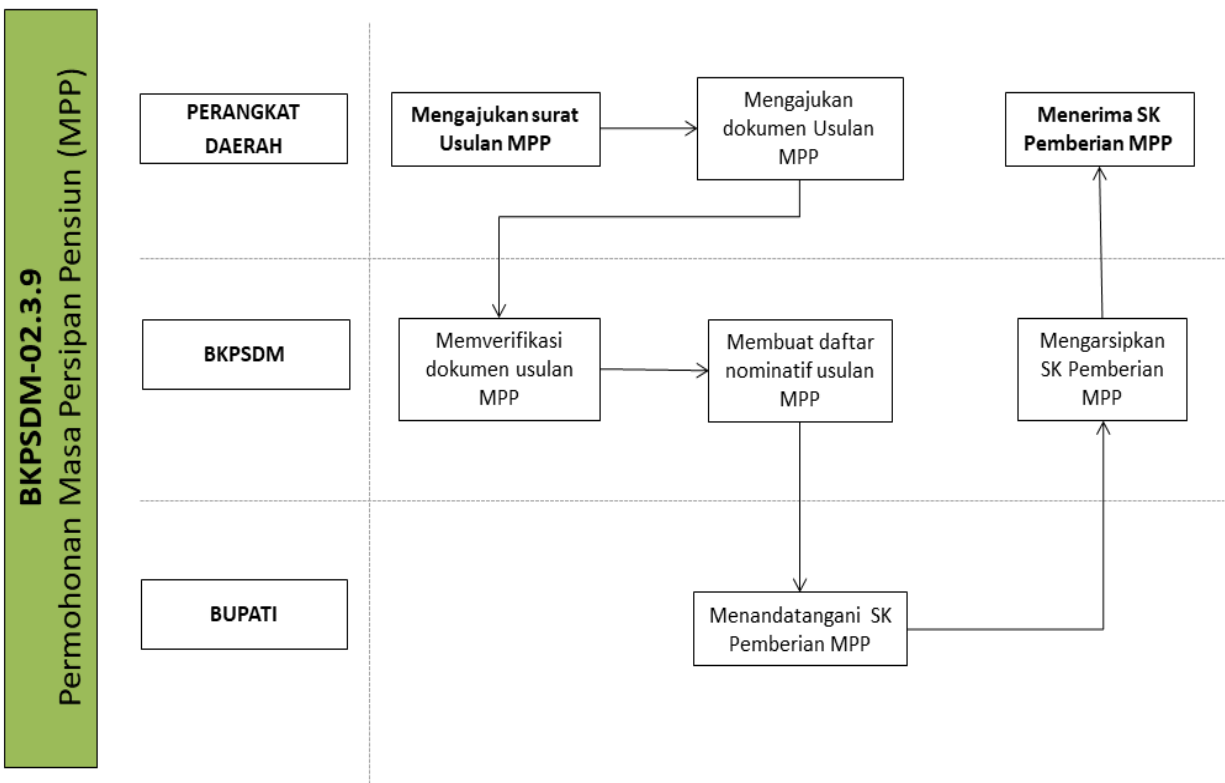 BKPSDM-02.3.9
Permohonan Masa Persipan Pensiun (MPP)
PERANGKAT
DAERAH
Mengajukan surat
Usulan MPP
Mengajukan
dokumen Usulan
MPP
Menerima SK
Pemberian MPP
BKPSDM
Memverifikasi
dokumen usulan
MPP
Membuat daftar
nominatif usulan
MPP
Mengarsipkan
SK Pemberian
MPP
BUPATI
Menandatangani SK
Pemberian MPP